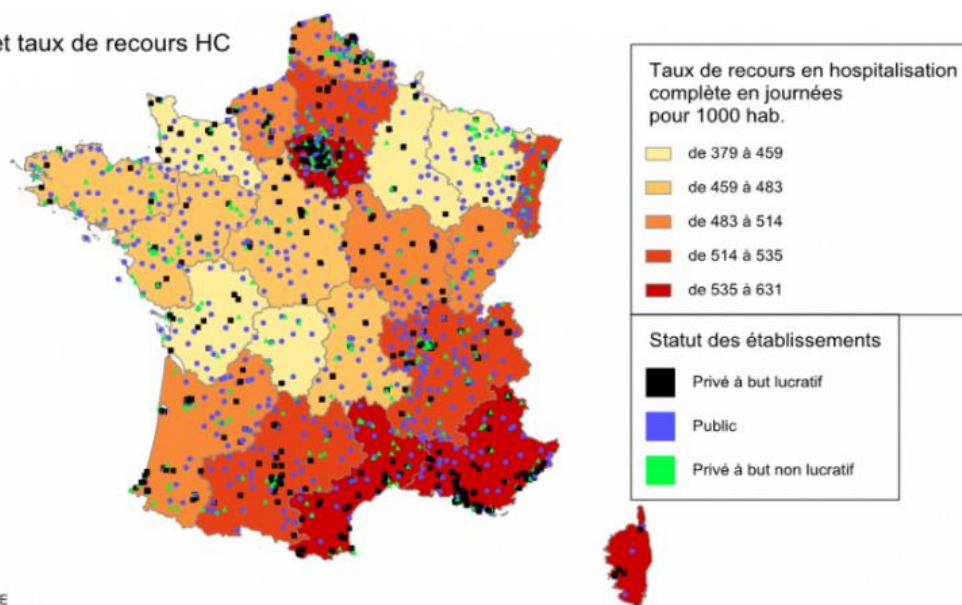 et taux de recours HC
Taux de recours en hospitalisation
complète en journées
pour 1000 hab.
de 379 à 459
de 459 à 483
de 483 à 514
de 514 à 535
de 535 à 631
Statut des établissements
Privé à but lucratif
Public
Privé à but non lucratif
E